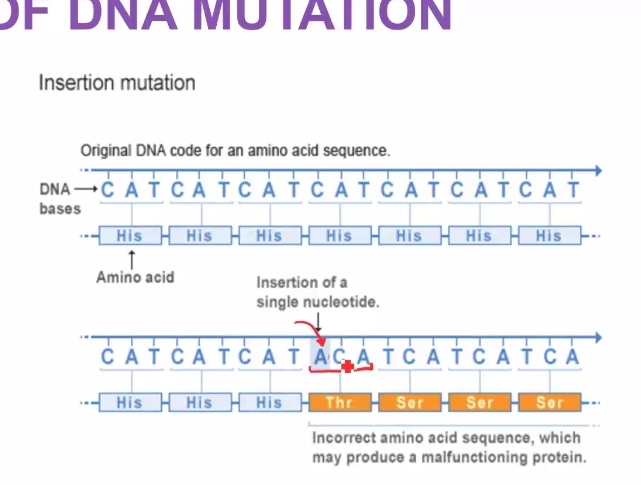 OF DNA MUTATION
Insertion mutation
Original DNA code for an amino acid sequence.
DNA bases
C A T C A T C A T C A T C A T C A T C A T
His His His His His His His
Amino acid
Insertion of a
single nucleotide.
C A T C A T C A T A C A T C A T C A T C A
His His His Thr Ser Ser Ser
Incorrect amino acid sequence, which
may produce a malfunctioning protein.